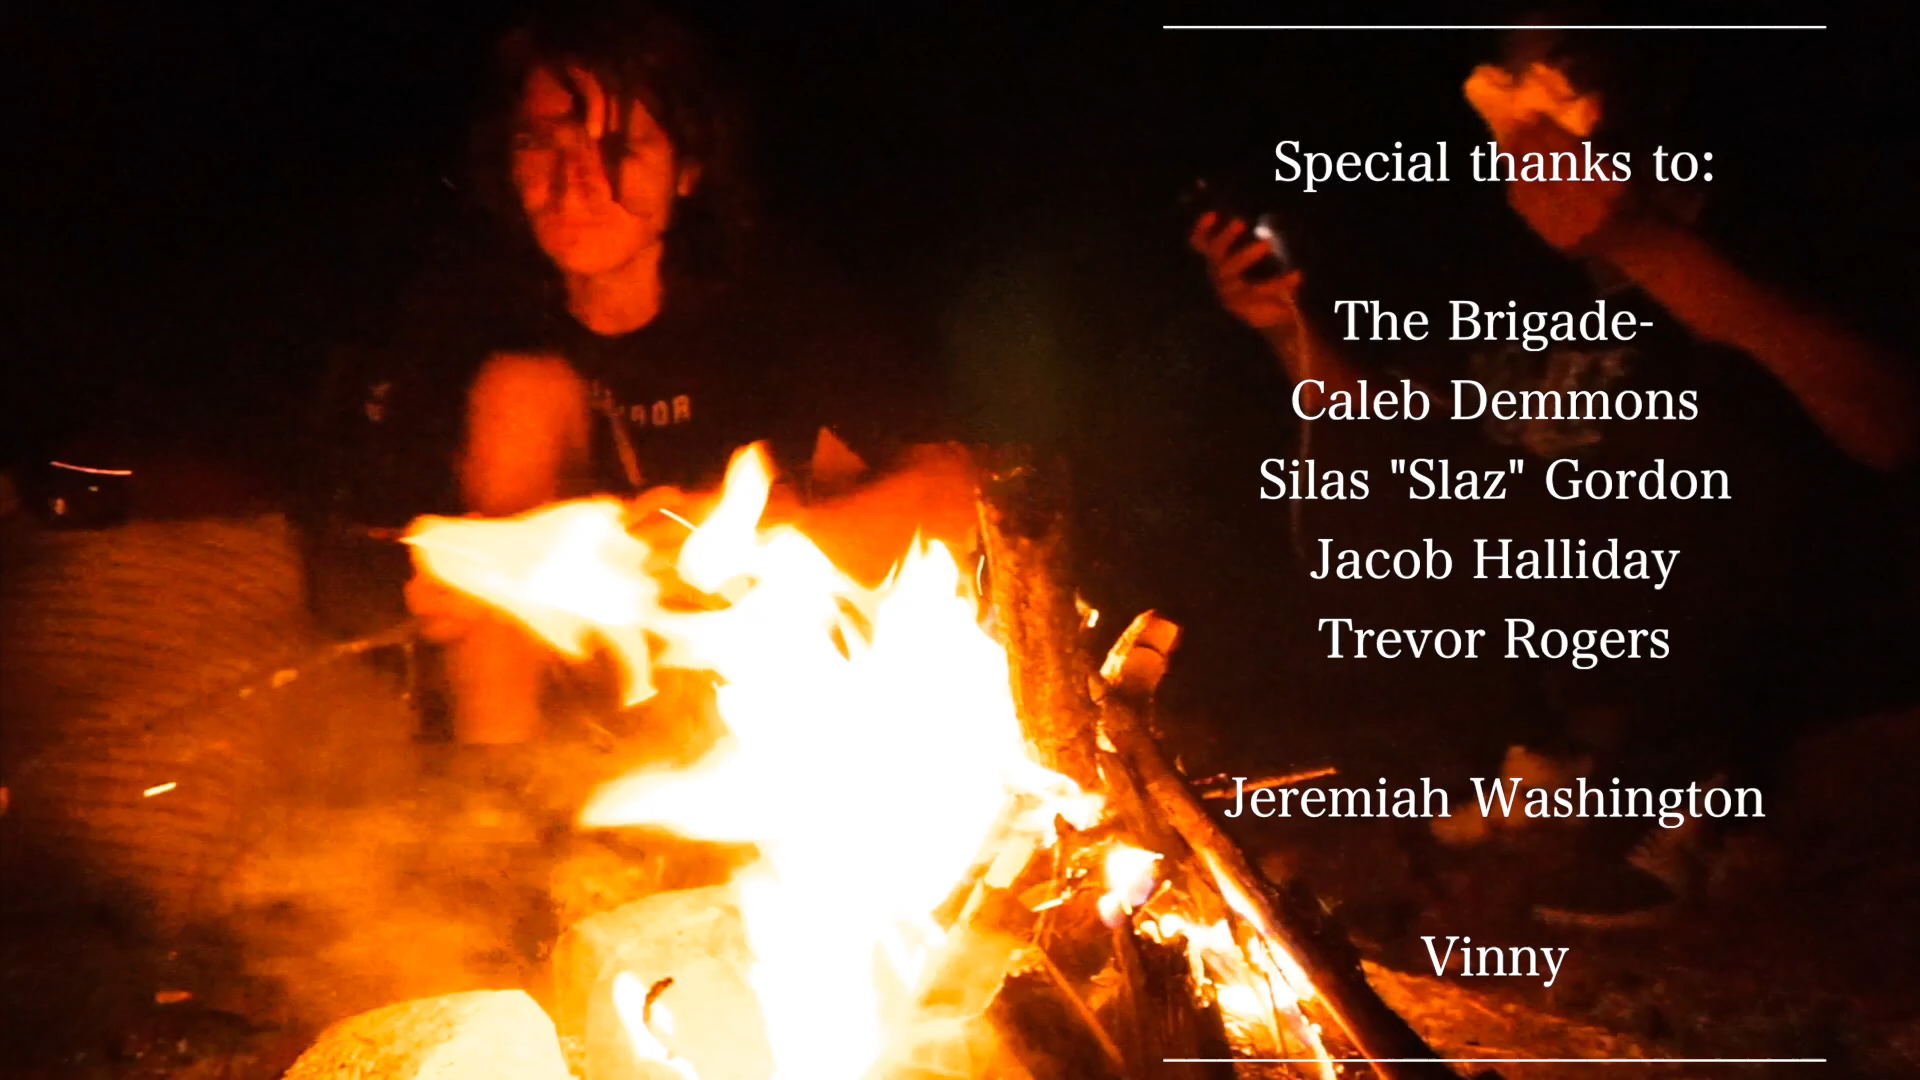 Special thanks to:
The Brigade-
Caleb Demmons
Silas "Slaz" Gordon
Jacob Halliday
Trevor Rogers
Jeremiah Washington
Vinny